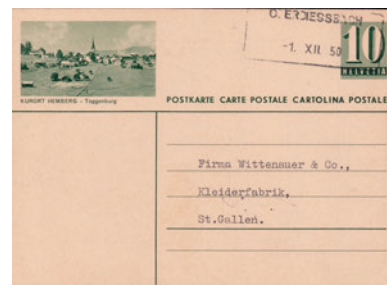 O. ERDESSBACH
-1. XII. 50
10
HELVETIA
KURORT HEMBERG – Toggenburg
POSTKARTE CARTE POSTALE CARTOLINA POSTALE
Firma Wittenauer & Co.,
Kleiderfabrik,
St.Gallen.